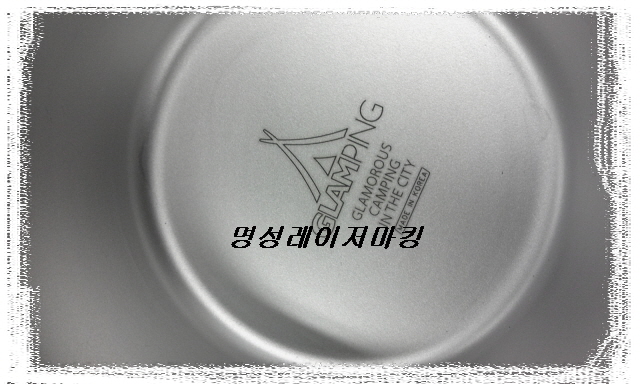 GLAMPING
GLAMOROUS
CAMPING
IN THE CITY
MADE IN KOREA
명성레이저마킹